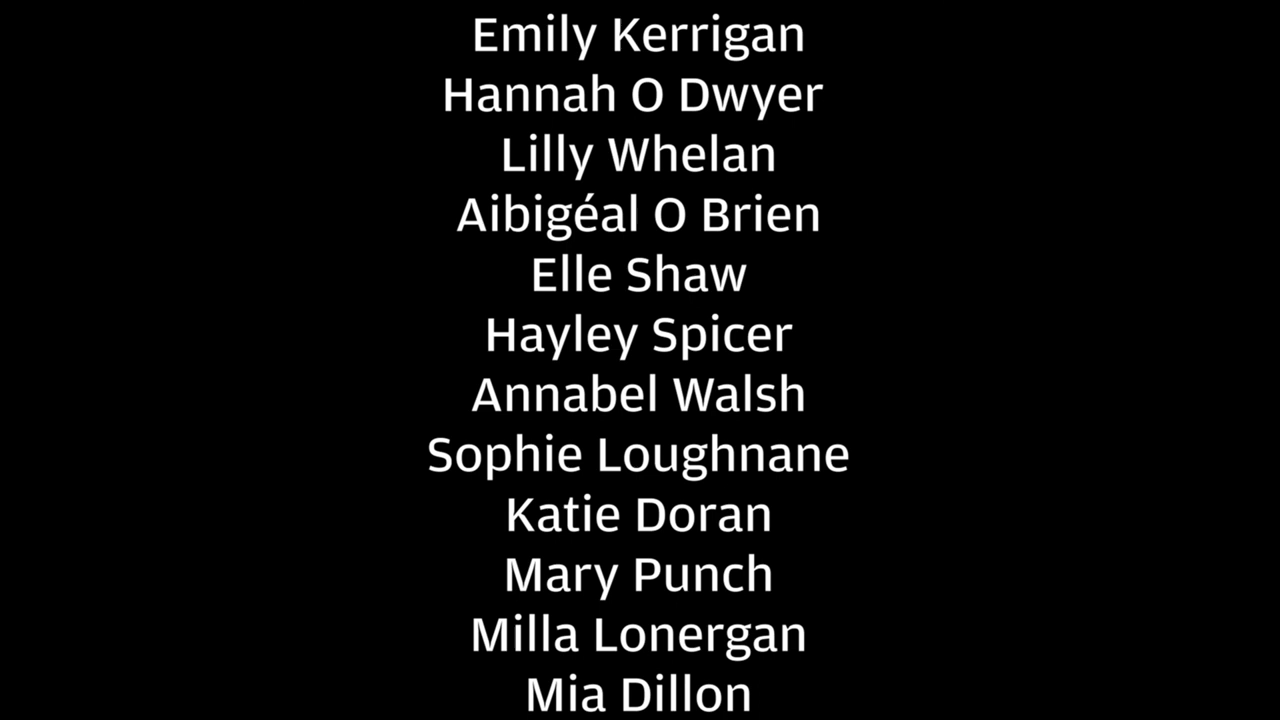 Emily Kerrigan
Hannah O Dwyer
Lilly Whelan
Aibigéal O Brien
Elle Shaw
Hayley Spicer
Annabel Walsh
Sophie Loughnane
Katie Doran
Mary Punch
Milla Lonergan
Mia Dillon